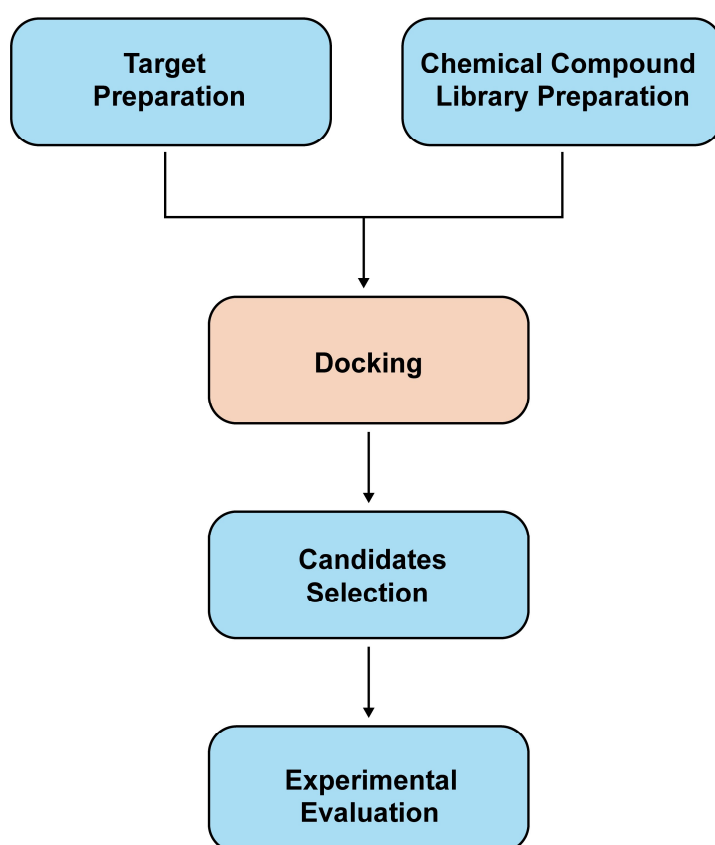 Target
Preparation
Chemical Compound
Library Preparation
Docking
Candidates
Selection
Experimental
Evaluation